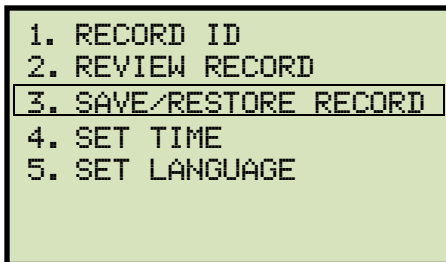 1. RECORD ID
2. REVIEW RECORD
3. SAVE/RESTORE RECORD
4. SET TIME
5. SET LANGUAGE